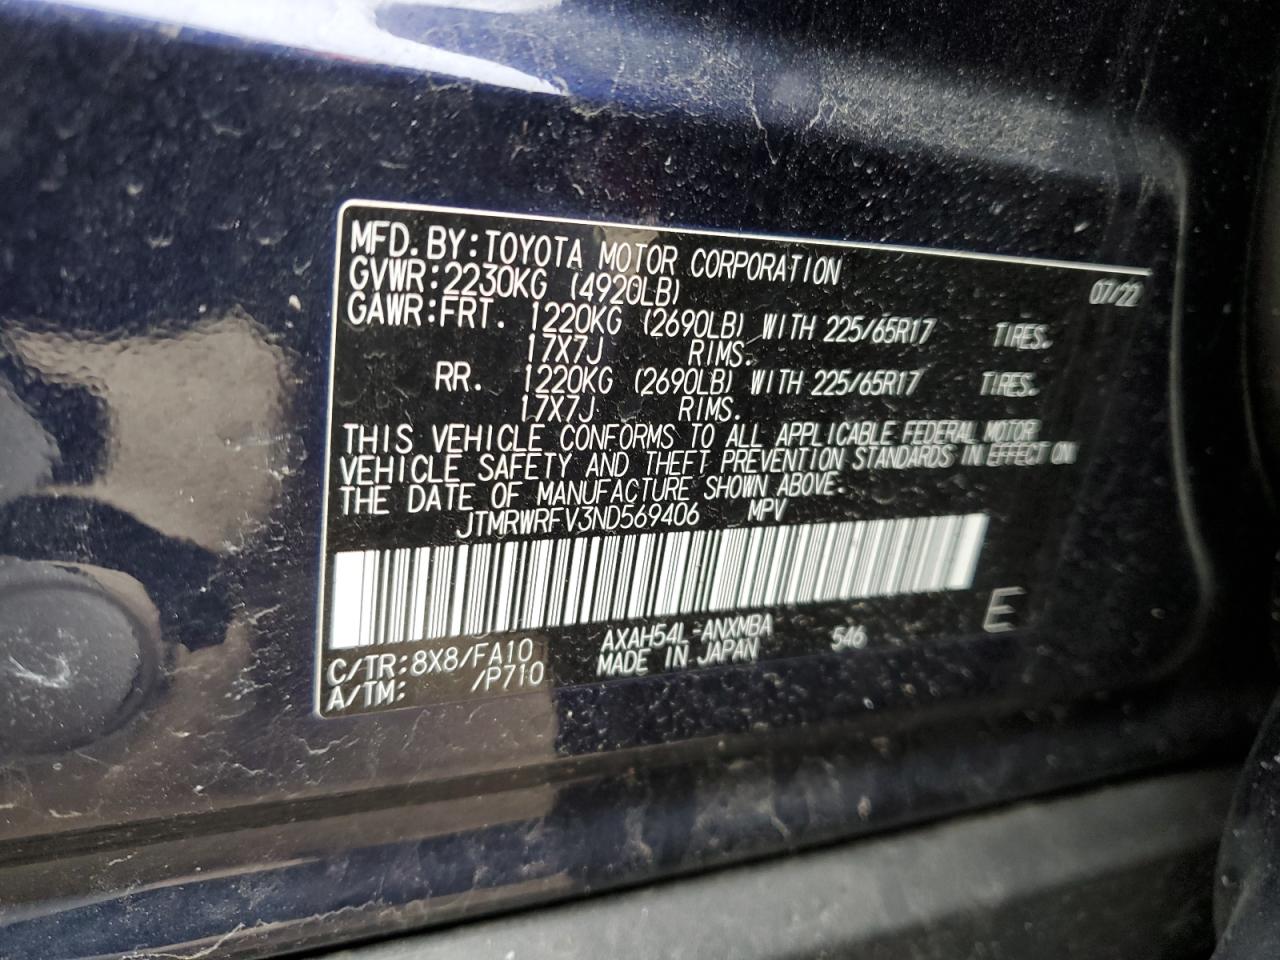 MFD. BY: TOYOTA MOTOR CORPORATION 07/22
GVWR: 2230KG (4920LB)
GAWR: FRT. 1220KG (2690LB) WITH 225/65R17 TIRES.
17X7J RIMS.
RR. 1220KG (2690LB) WITH 225/65R17 TIRES.
17X7J RIMS.
THIS VEHICLE CONFORMS TO ALL APPLICABLE FEDERAL MOTOR
VEHICLE SAFETY AND THEFT PREVENTION STANDARDS IN EFFECT ON
THE DATE OF MANUFACTURE SHOWN ABOVE.
JTMRWRFV3ND569406 MPV
E
C/TR: 8X8/FA10 AXAH54L-ANXMBA 546
A/TM: /P710 MADE IN JAPAN